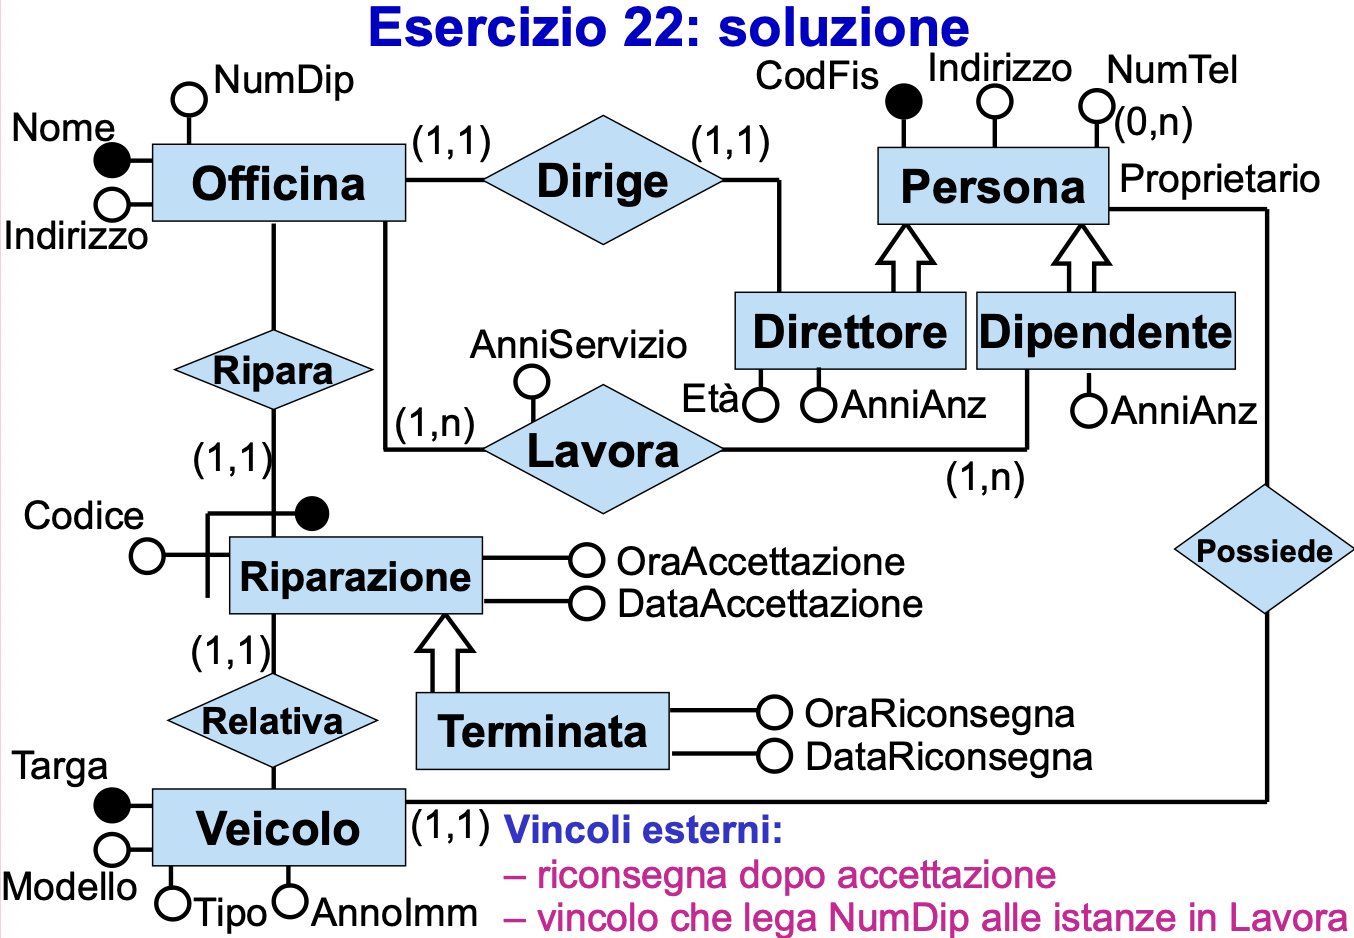 Esercizio 22: soluzione
NumDip
Nome
Officina
Indirizzo
(1,1)
Dirige
(1,1)
CodFis
Indirizzo
NumTel
(0,n)
Persona
Proprietario
Direttore
Dipendente
Età
AnniAnz
AnniAnz
Ripara
AnniServizio
(1,n)
Lavora
(1,n)
(1,1)
Codice
Riparazione
OraAccettazione
DataAccettazione
Possiede
(1,1)
Relativa
Terminata
OraRiconsegna
DataRiconsegna
Targa
Veicolo
(1,1)
Modello
Tipo
AnnoImm
Vincoli esterni:
– riconsegna dopo accettazione
– vincolo che lega NumDip alle istanze in Lavora